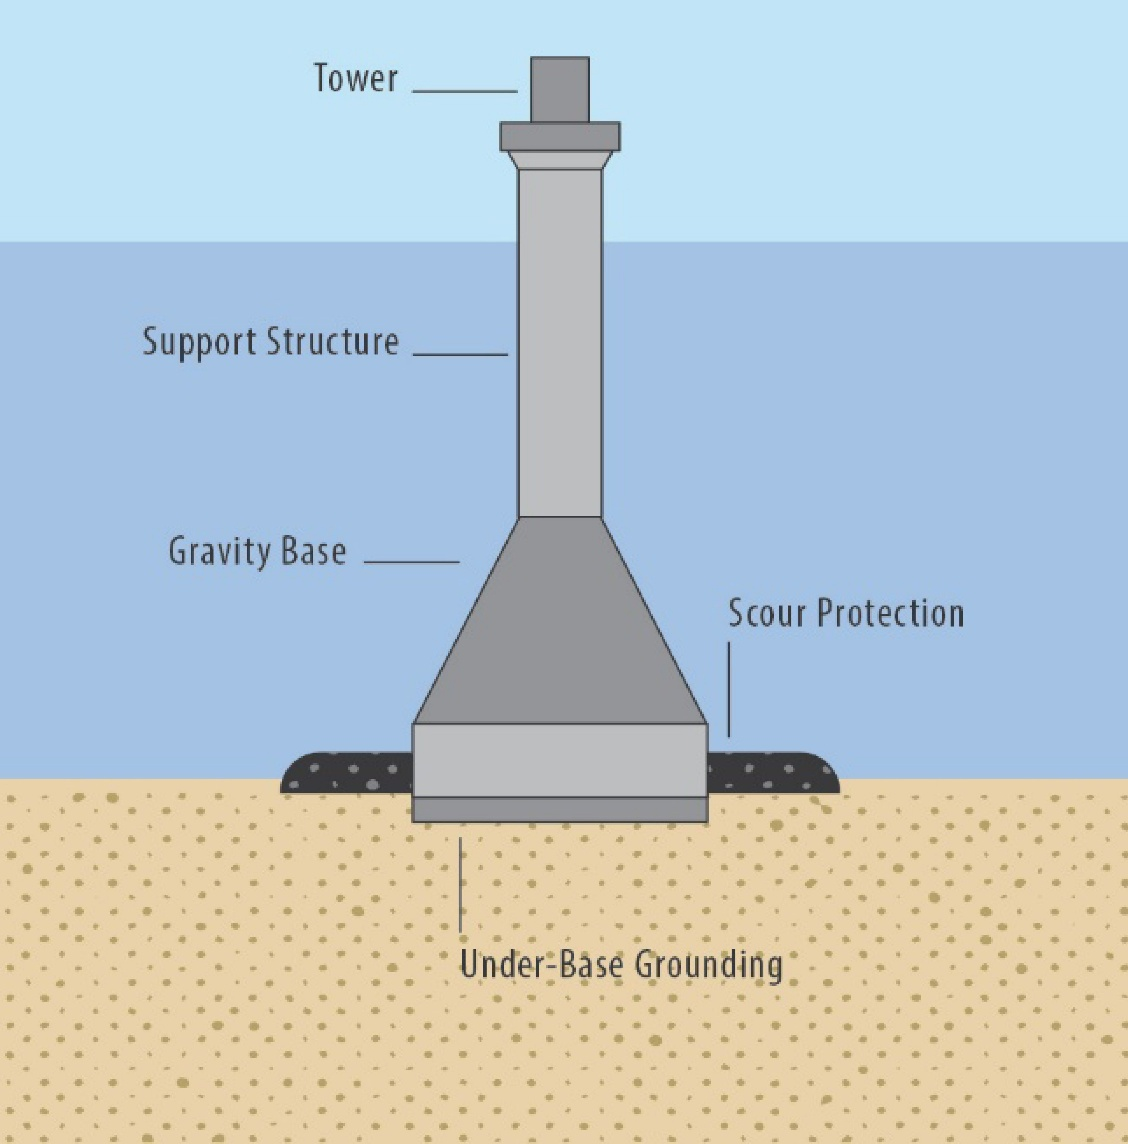 Tower
Support Structure
Gravity Base
Scour Protection
Under-Base Grounding